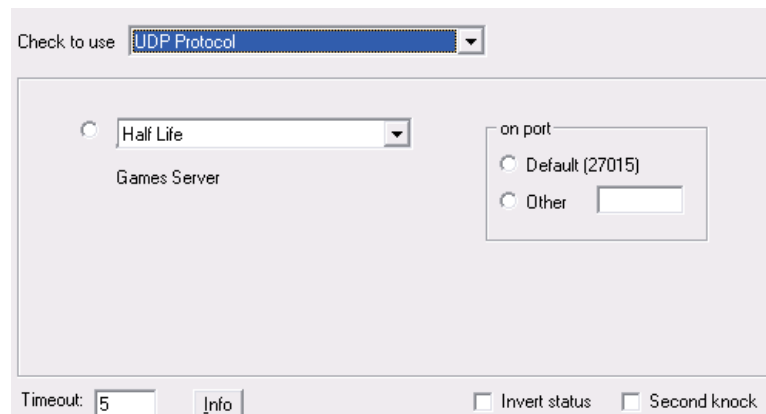 Check to use UDP Protocol
Half Life
Games Server
on port
Default (27015)
Other
Timeout: 5 Info Invert status Second knock